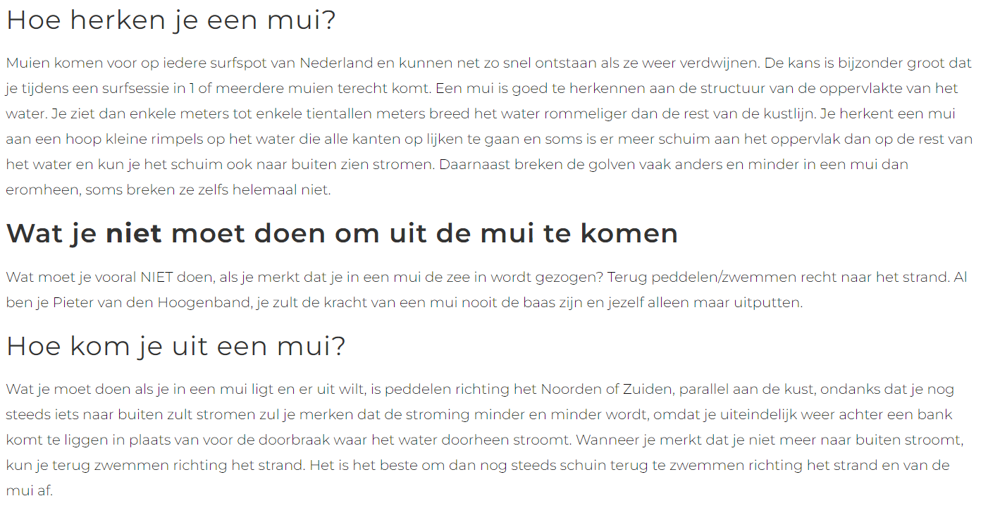 Hoe herken je een mui?
Muien komen voor op iedere surfspot van Nederland en kunnen net zo snel ontstaan als ze weer verdwijnen. De kans is bijzonder groot dat
je tijdens een surfsessie in 1 of meerdere muien terecht komt. Een mui is goed te herkennen aan de structuur van de oppervlakte van het
water. Je ziet dan enkele meters tot enkele tientallen meters breed het water rommeliger dan de rest van de kustlijn. Je herkent een mui
aan een hoop kleine rimpels op het water die alle kanten op lijken te gaan en soms is er meer schuim aan het oppervlak dan op de rest van
het water en kun je het schuim ook naar buiten zien stromen. Daarnaast breken de golven vaak anders en minder in een mui dan
eromheen, soms breken ze zelfs helemaal niet.
Wat je niet moet doen om uit de mui te komen
Wat moet je vooral NIET doen, als je merkt dat je in een mui de zee in wordt gezogen? Terug peddelen/zwemmen recht naar het strand. Al
ben je Pieter van den Hoogenband, je zult de kracht van een mui nooit de baas zijn en jezelf alleen maar uitputten.
Hoe kom je uit een mui?
Wat je moet doen als je in een mui ligt en er uit wilt, is peddelen richting het Noorden of Zuiden, parallel aan de kust, ondanks dat je nog
steeds iets naar buiten zult stromen zul je merken dat de stroming minder en minder wordt, omdat je uiteindelijk weer achter een bank
komt te liggen in plaats van voor de doorbraak waar het water doorheen stroomt. Wanneer je merkt dat je niet meer naar buiten stroomt,
kun je terug zwemmen richting het strand. Het is het beste om dan nog steeds schuin terug te zwemmen richting het strand en van de
mui af.